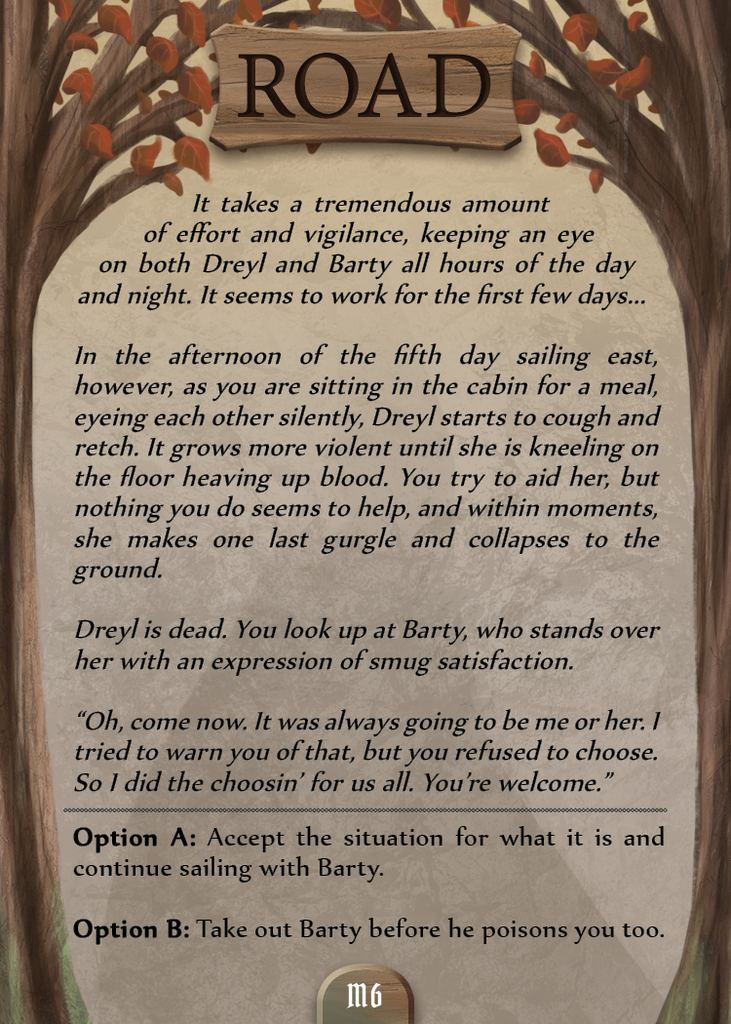 ROAD
It takes a tremendous amount
of effort and vigilance, keeping an eye
on both Dreyl and Barty all hours of the day
and night. It seems to work for the first few days...
In the afternoon of the fifth day sailing east,
however, as you are sitting in the cabin for a meal,
eyeing each other silently, Dreyl starts to cough and
retch. It grows more violent until she is kneeling on
the floor heaving up blood. You try to aid her, but
nothing you do seems to help, and within moments,
she makes one last gurgle and collapses to the
ground.
Dreyl is dead. You look up at Barty, who stands over
her with an expression of smug satisfaction.
“Oh, come now. It was always going to be me or her. I
tried to warn you of that, but you refused to choose.
So I did the choosin’ for us all. You’re welcome.”
Option A: Accept the situation for what it is and
continue sailing with Barty.
Option B: Take out Barty before he poisons you too.
M6